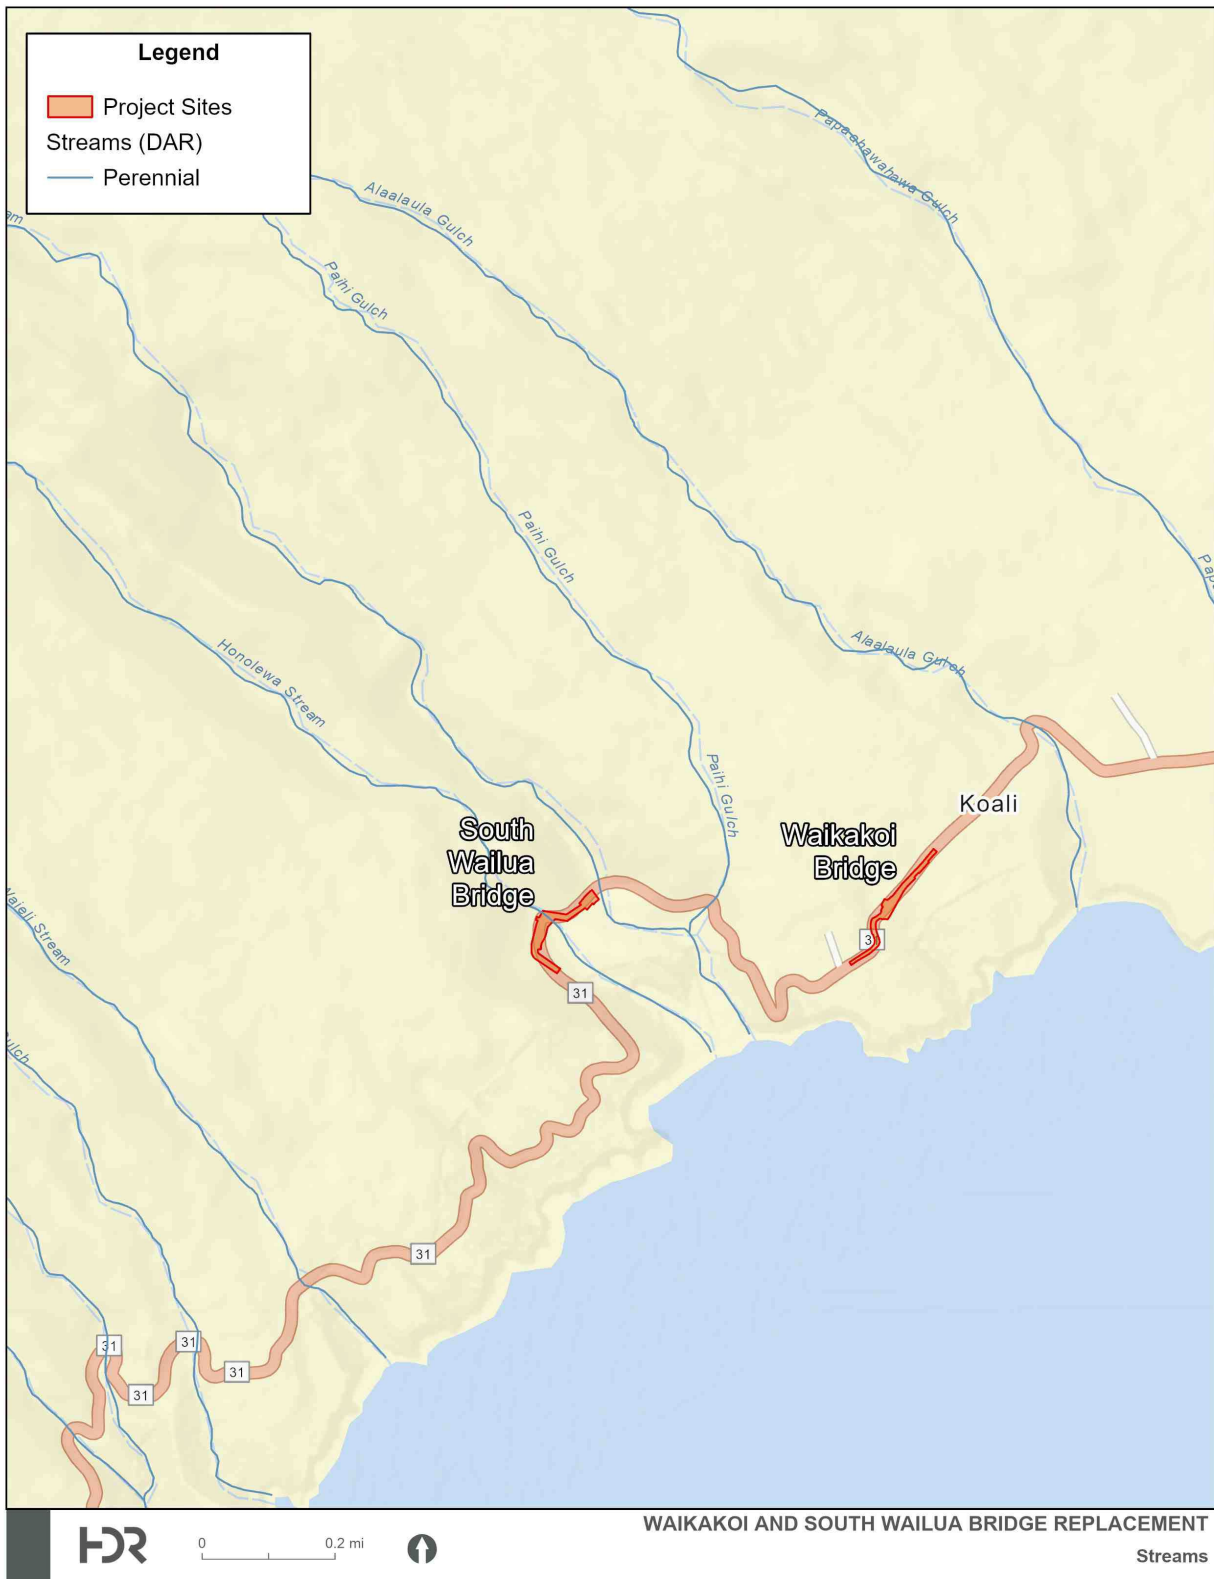 Legend
Project Sites
Streams (DAR)
Perennial
Papaahawahawa Gulch
Alaalaula Gulch
Paihi Gulch
Paihi Gulch
Honolewa Stream
Alaalaula Gulch
Paihi Gulch
Koali
South
Wailua
Bridge
Waikakoi
Bridge
31
31
Stream
31
31
31
31
31
0
0.2 mi
HDR
WAIKAKOI AND SOUTH WAILUA BRIDGE REPLACEMENT
Streams